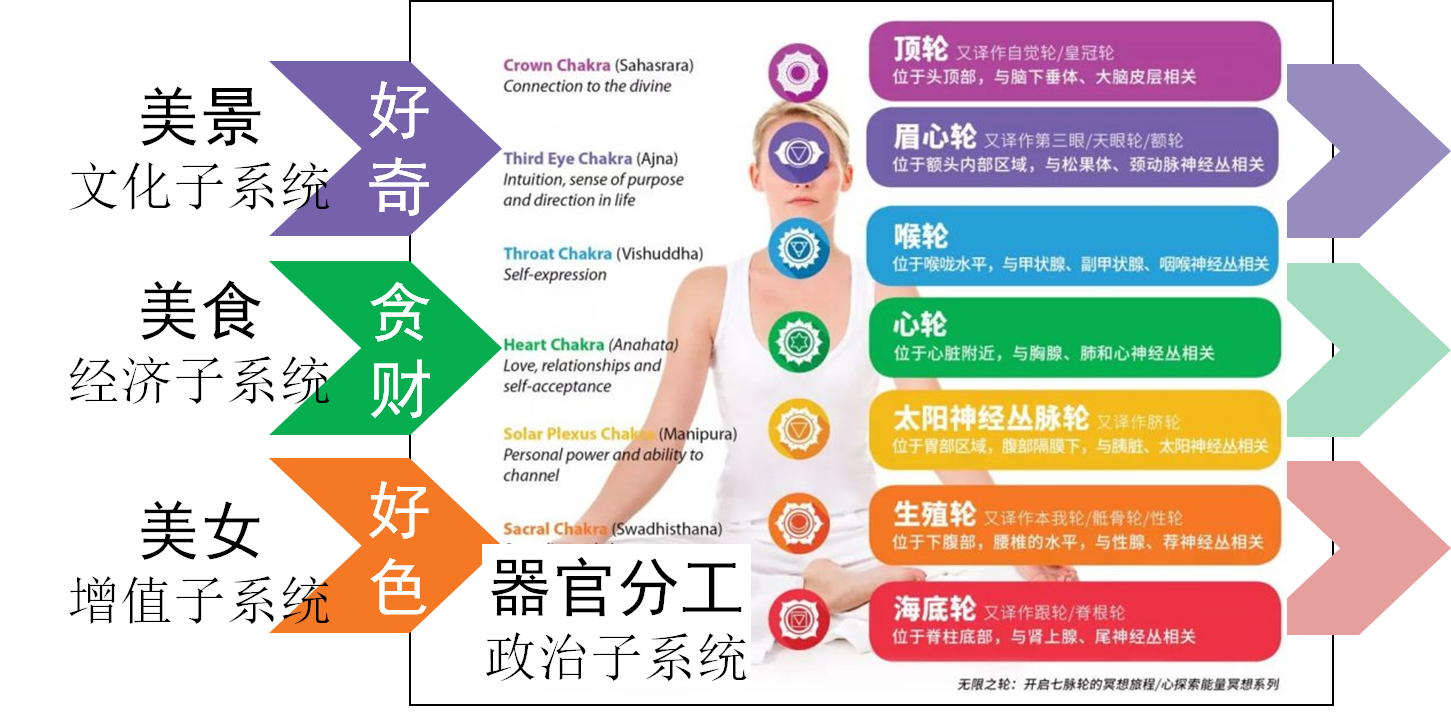 美景
文化子系统
好
奇
美食
经济子系统
贪
财
美女
增值子系统
好
色
Crown Chakra (Sahasrara)
Connection to the divine
Third Eye Chakra (Ajna)
Intuition, sense of purpose
and direction in life
Throat Chakra (Vishuddha)
Self-expression
Heart Chakra (Anahata)
Love, relationships and
self-acceptance
Solar Plexus Chakra (Manipura)
Personal power and ability to
channel
Sacral Chakra (Swadhisthana)
器官分工
政治子系统
顶轮 又译作自觉轮/皇冠轮
位于头顶部，与脑下垂体、大脑皮层相关
眉心轮 又译作第三眼/天眼轮/额轮
位于额头内部区域，与松果体、颈动脉神经丛相关
喉轮
位于喉咙水平，与甲状腺、副甲状腺、咽喉神经丛相关
心轮
位于心脏附近，与胸腺、肺和心神经丛相关
太阳神经丛脉轮 又译作脐轮
位于胃部区域，腹部隔膜下，与胰脏、太阳神经丛相关
生殖轮 又译作本我轮/骶骨轮/性轮
位于下腹部，腰椎的水平，与性腺、荐神经丛相关
海底轮 又译作跟轮/脊根轮
位于脊柱底部，与肾上腺、尾神经丛相关
无限之轮：开启七脉轮的冥想旅程/心探索能量冥想系列